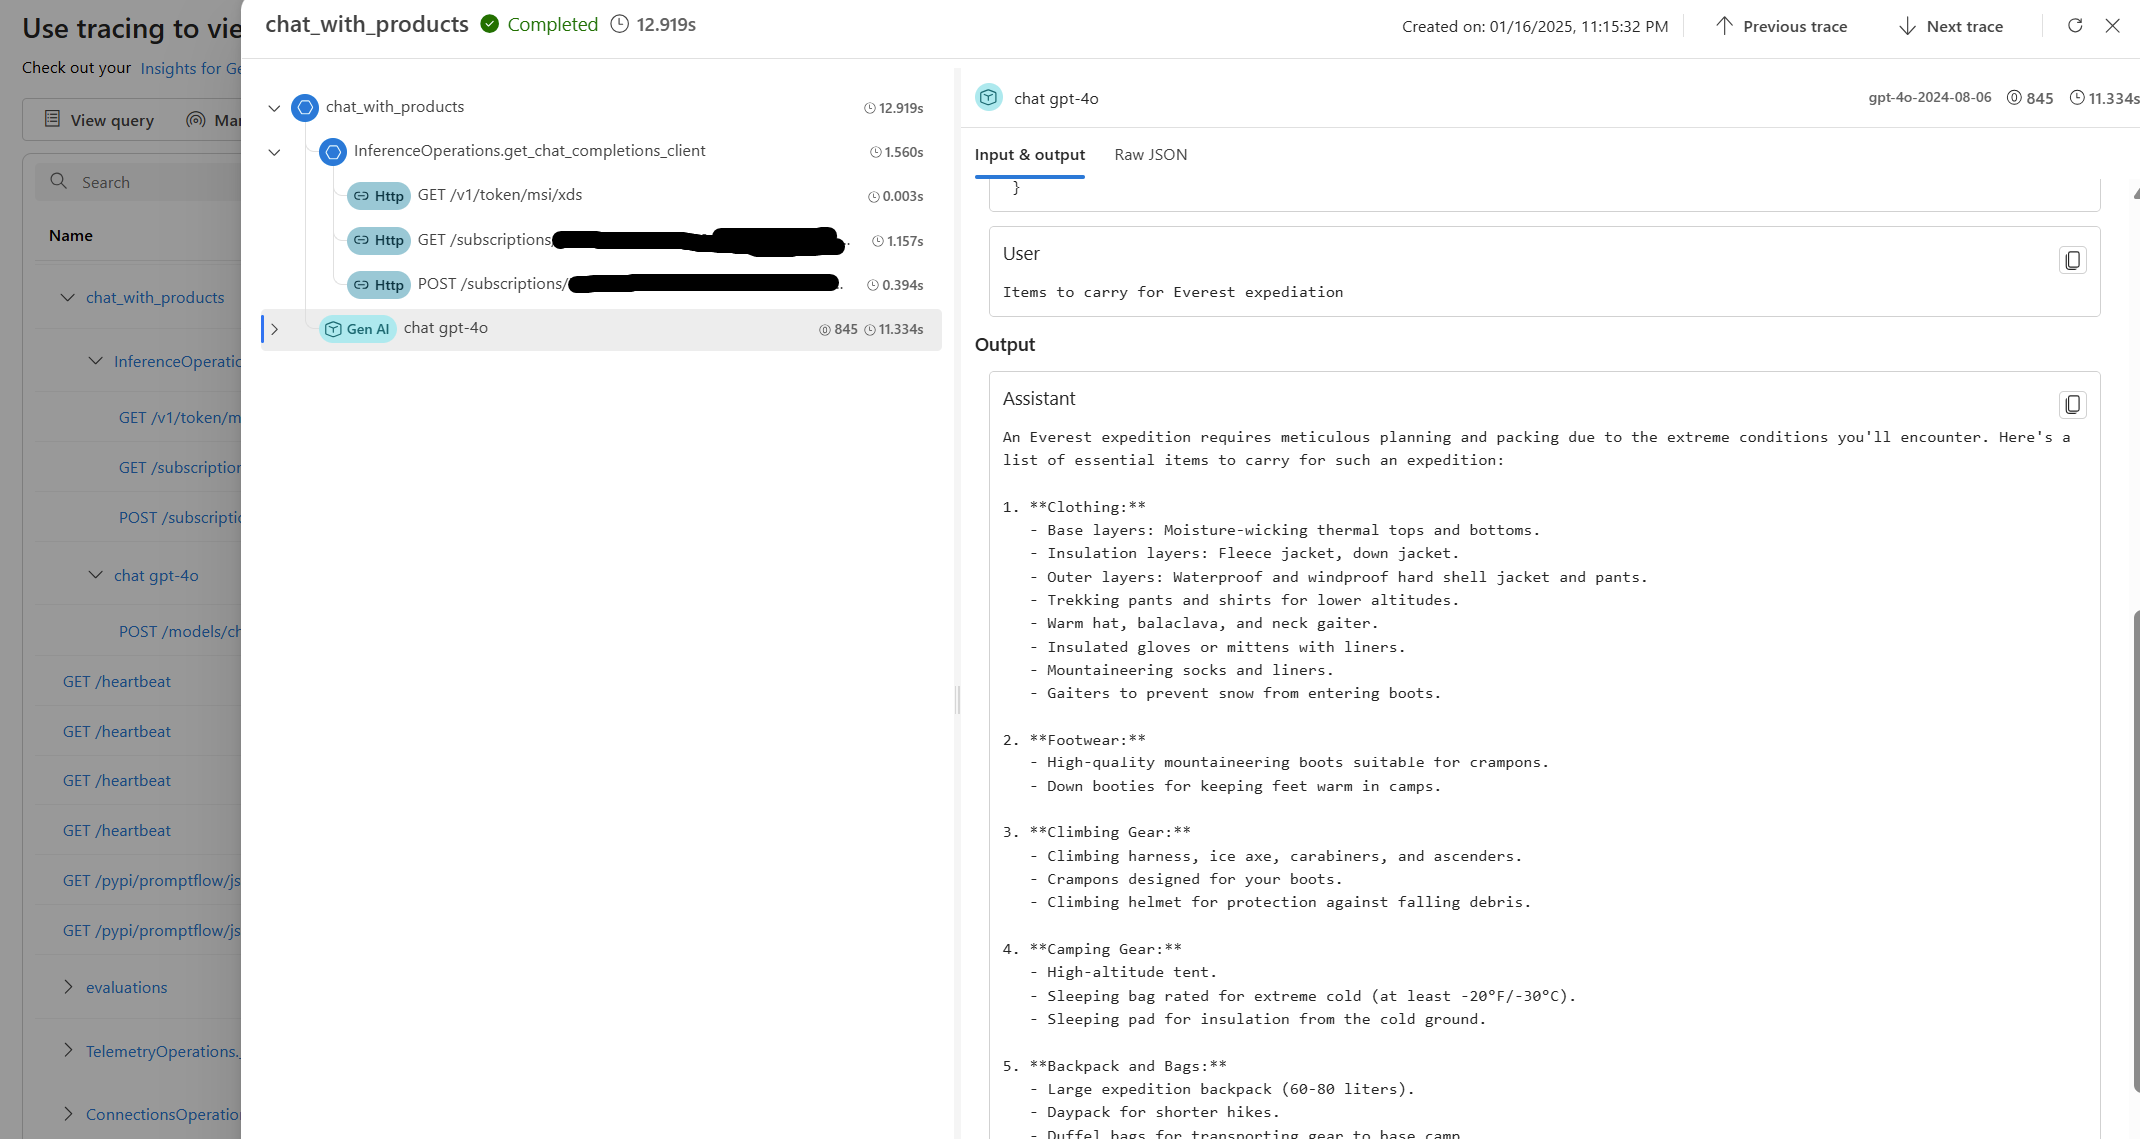 Use tracing to vie
Check out your Insights for Ge
View query Mar
Search
Name
chat_with_products
InferenceOperatic
GET /v1/token/m
GET /subscription
POST /subscriptic
chat gpt-4o
POST /models/ch
GET /heartbeat
GET /heartbeat
GET /heartbeat
GET /heartbeat
GET /pypi/promptflow/js
GET /pypi/promptflow/js
evaluations
TelemetryOperations.
ConnectionsOperation
chat_with_products Completed 12.919s
Created on: 01/16/2025, 11:15:32 PM Previous trace Next trace
chat_with_products 12.919s
InferenceOperations.get_chat_completions_client 1.560s
Http GET /v1/token/msi/xds 0.003s
Http GET /subscriptions/ ... 1.157s
Http POST /subscriptions/ ... 0.394s
Gen AI chat gpt-4o 845 11.334s
chat gpt-4o gpt-4o-2024-08-06 845 11.334s
Input & output Raw JSON
}
User
Items to carry for Everest expediation
Output
Assistant
An Everest expedition requires meticulous planning and packing due to the extreme conditions you'll encounter. Here's a
list of essential items to carry for such an expedition:
1. **Clothing:**
- Base layers: Moisture-wicking thermal tops and bottoms.
- Insulation layers: Fleece jacket, down jacket.
- Outer layers: Waterproof and windproof hard shell jacket and pants.
- Trekking pants and shirts for lower altitudes.
- Warm hat, balaclava, and neck gaiter.
- Insulated gloves or mittens with liners.
- Mountaineering socks and liners.
- Gaiters to prevent snow from entering boots.
2. **Footwear:**
- High-quality mountaineering boots suitable for crampons.
- Down booties for keeping feet warm in camps.
3. **Climbing Gear:**
- Climbing harness, ice axe, carabiners, and ascenders.
- Crampons designed for your boots.
- Climbing helmet for protection against falling debris.
4. **Camping Gear:**
- High-altitude tent.
- Sleeping bag rated for extreme cold (at least -20°F/-30°C).
- Sleeping pad for insulation from the cold ground.
5. **Backpack and Bags:**
- Large expedition backpack (60-80 liters).
- Daypack for shorter hikes.
- Duffel bags for transporting gear to base camp